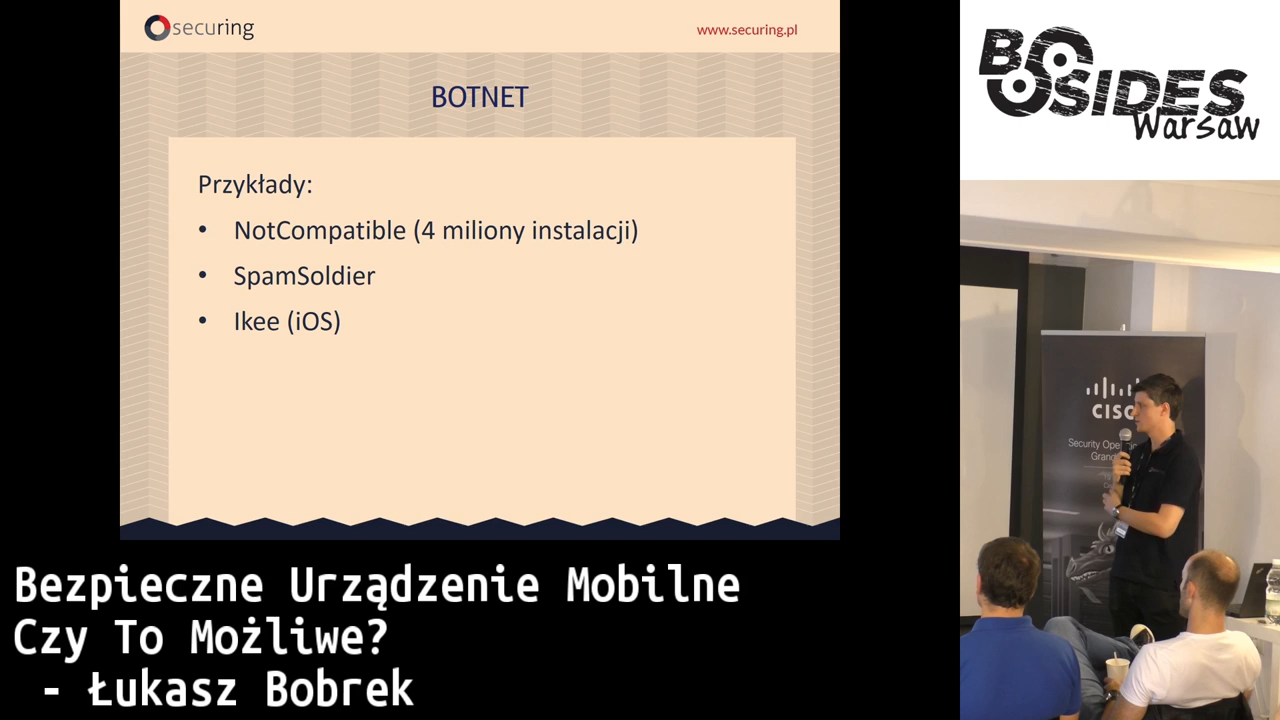 securing
www.securing.pl
BOTNET
Przykłady:
• NotCompatible (4 miliony instalacji)
• SpamSoldier
• Ikee (iOS)
Bezpieczne Urządzenie Mobilne
Czy To Możliwe?
- Łukasz Bobrek
BSIDES
Warsaw
CISC
Security Ope
Grand